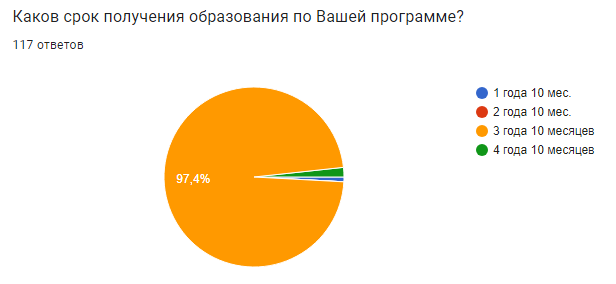 Каков срок получения образования по Вашей программе?
117 ответов
1 года 10 мес.
2 года 10 мес.
3 года 10 месяцев
4 года 10 месяцев
97,4%